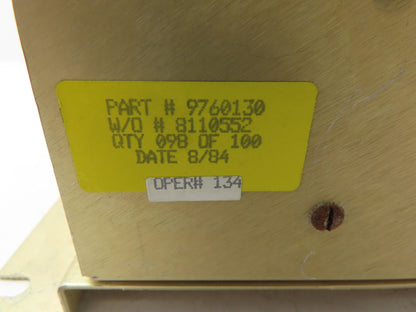 PART # 9760130
W/O # 8110552
QTY 098 OF 100
DATE 8/84
OPER# 134